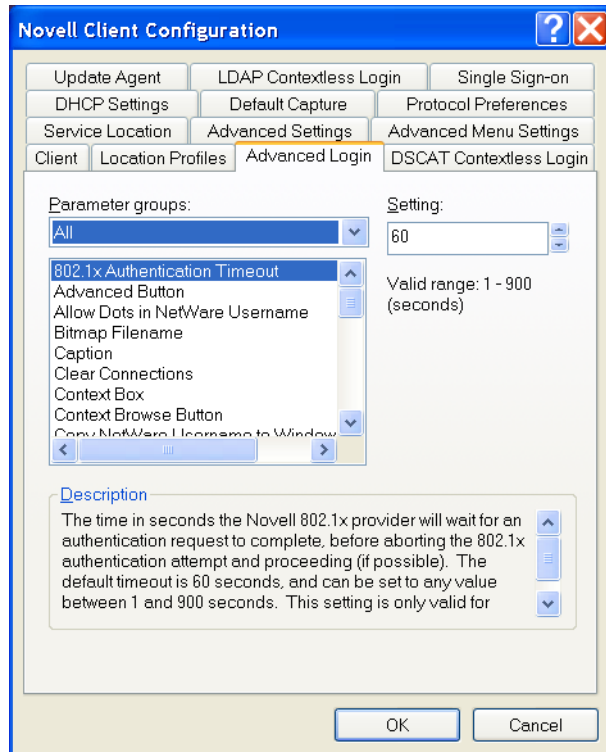 Novell Client Configuration
Update Agent
LDAP Contextless Login
Single Sign-on
DHCP Settings
Default Capture
Protocol Preferences
Service Location
Advanced Settings
Advanced Menu Settings
Client
Location Profiles
Advanced Login
DSCAT Contextless Login
Parameter groups:
All
802.1x Authentication Timeout
Advanced Button
Allow Dots in NetWare Username
Bitmap Filename
Caption
Clear Connections
Context Box
Context Browse Button
Copy NetWare Username to Window
Setting:
60
Valid range: 1 - 900
(seconds)
Description
The time in seconds the Novell 802.1x provider will wait for an
authentication request to complete, before aborting the 802.1x
authentication attempt and proceeding (if possible). The
default timeout is 60 seconds, and can be set to any value
between 1 and 900 seconds. This setting is only valid for
OK
Cancel